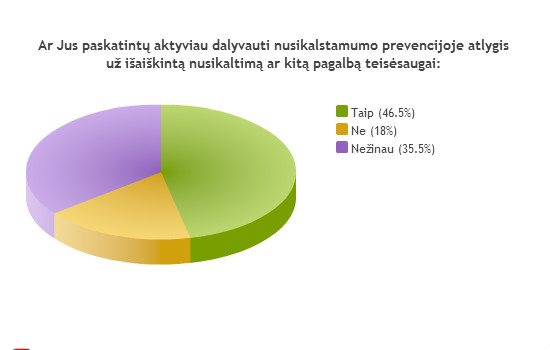 Ar Jus paskatintų aktyviau dalyvauti nusikalstamumo prevencijoje atlygis
už išaiškintą nusikaltimą ar kitą pagalbą teisėsaugai:
Taip (46.5%)
Ne (18%)
Nežinau (35.5%)